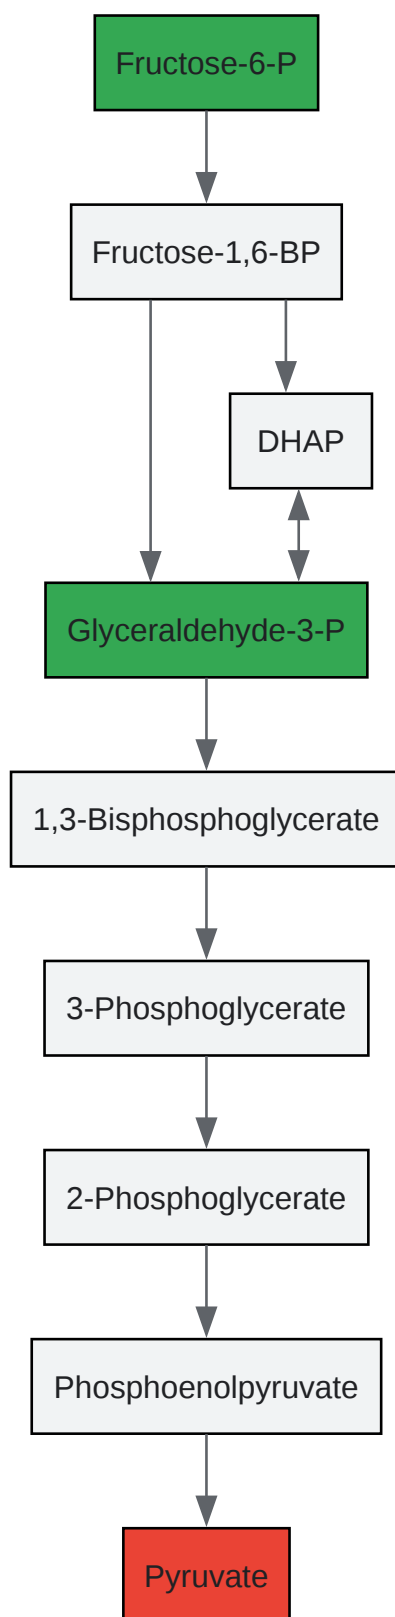 Fructose-6-P
Fructose-1,6-BP
DHAP
Glyceraldehyde-3-P
1,3-Bisphosphoglycerate
3-Phosphoglycerate
2-Phosphoglycerate
Phosphoenolpyruvate
Pyruvate